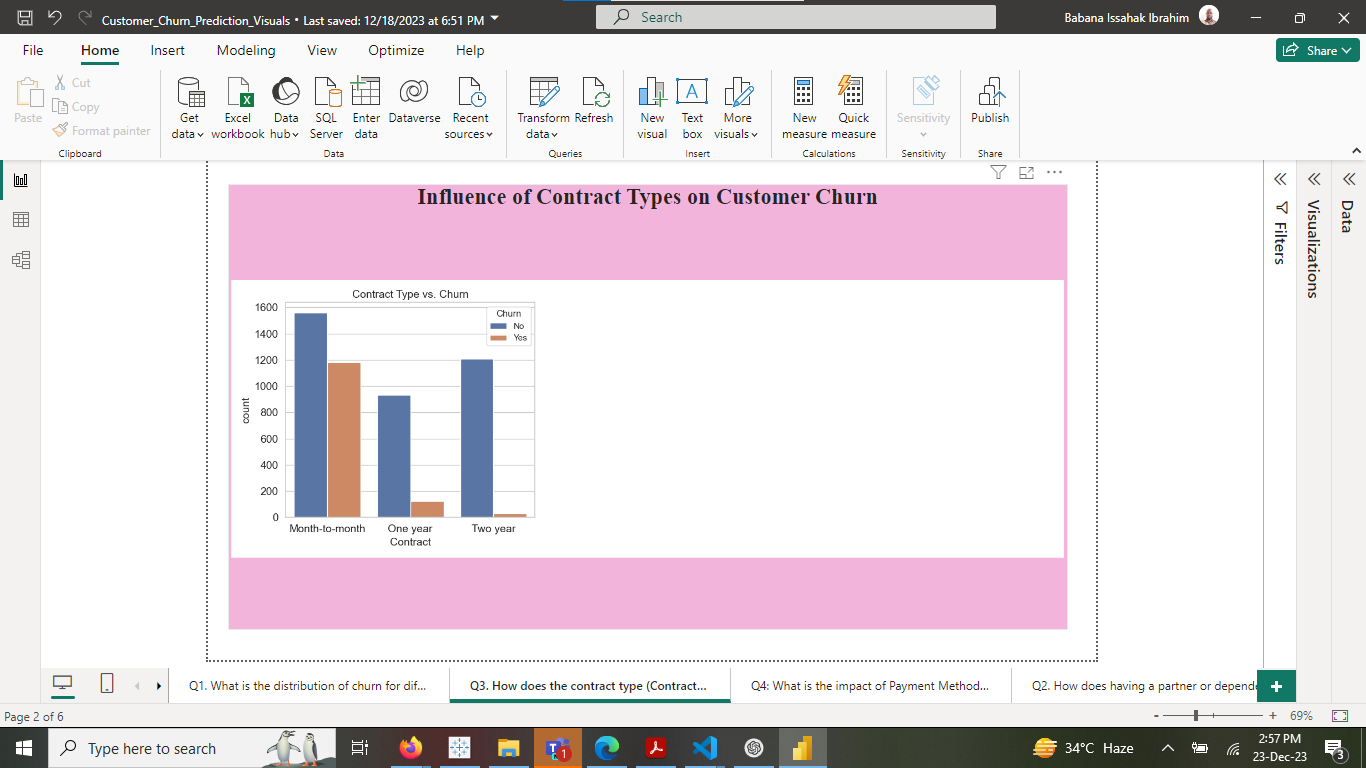 Customer_Churn_Prediction_Visuals • Last saved: 12/18/2023 at 6:51 PM
Search
Babana Issahak Ibrahim
File Home Insert Modeling View Optimize Help
Share
Paste
Cut
Copy
Format painter
Clipboard
Get data
Excel workbook
Data hub
SQL Server
Enter data
Dataverse
Recent sources
Data
Transform data
Refresh
Queries
New visual
Text box
More visuals
Insert
New measure
Quick measure
Calculations
Sensitivity
Sensitivity
Publish
Share
Influence of Contract Types on Customer Churn
Contract Type vs. Churn
Churn
No
Yes
1600
1400
1200
1000
800
600
400
200
0
count
Month-to-month One year Two year
Contract
Filters
Visualizations
Data
Q1. What is the distribution of churn for dif...
Q3. How does the contract type (Contract...
Q4: What is the impact of Payment Method...
Q2. How does having a partner or depende
Page 2 of 6
- + 69%
Type here to search
1
34°C Haze
2:57 PM
23-Dec-23
3